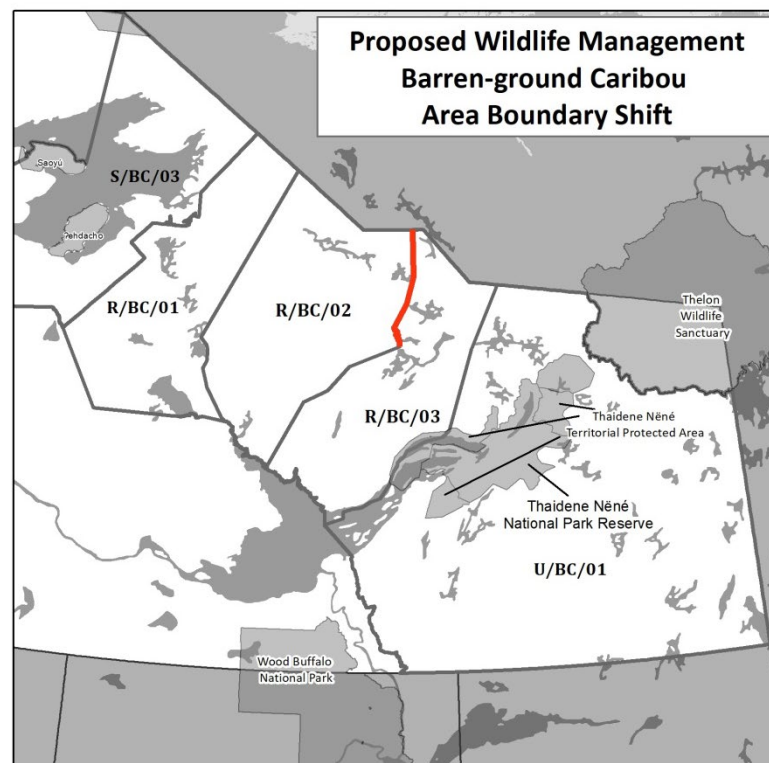 Proposed Wildlife Management
Barren-ground Caribou
Area Boundary Shift
Saoyú
S/BC/03
Ɂehdacho
R/BC/01
R/BC/02
Thelon
Wildlife
Sanctuary
R/BC/03
Thaidene Nëné
Territorial Protected Area
Thaidene Nëné
National Park Reserve
U/BC/01
Wood Buffalo
National Park